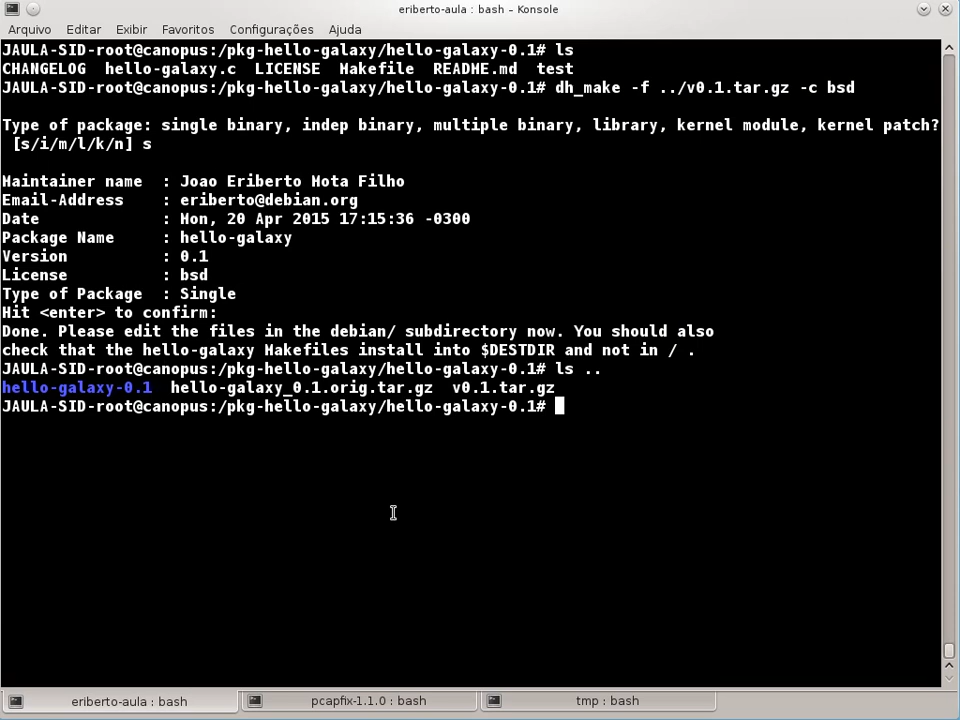 eriberto-aula : bash – Konsole
Arquivo Editar Exibir Favoritos Configurações Ajuda
JAULA-SID-root@canopus:/pkg-hello-galaxy/hello-galaxy-0.1# ls
CHANGELOG  hello-galaxy.c  LICENSE  Makefile  README.md  test
JAULA-SID-root@canopus:/pkg-hello-galaxy/hello-galaxy-0.1# dh_make -f ../v0.1.tar.gz -c bsd
Type of package: single binary, indep binary, multiple binary, library, kernel module, kernel patch?
 [s/i/m/l/k/n] s
Maintainer name  : Joao Eriberto Mota Filho
Email-Address    : eriberto@debian.org
Date             : Mon, 20 Apr 2015 17:15:36 -0300
Package Name     : hello-galaxy
Version          : 0.1
License          : bsd
Type of Package  : Single
Hit <enter> to confirm:
Done. Please edit the files in the debian/ subdirectory now. You should also
check that the hello-galaxy Makefiles install into $DESTDIR and not in / .
JAULA-SID-root@canopus:/pkg-hello-galaxy/hello-galaxy-0.1# ls ..
hello-galaxy-0.1  hello-galaxy_0.1.orig.tar.gz  v0.1.tar.gz
JAULA-SID-root@canopus:/pkg-hello-galaxy/hello-galaxy-0.1#
eriberto-aula : bash
pcapfix-1.1.0 : bash
tmp : bash